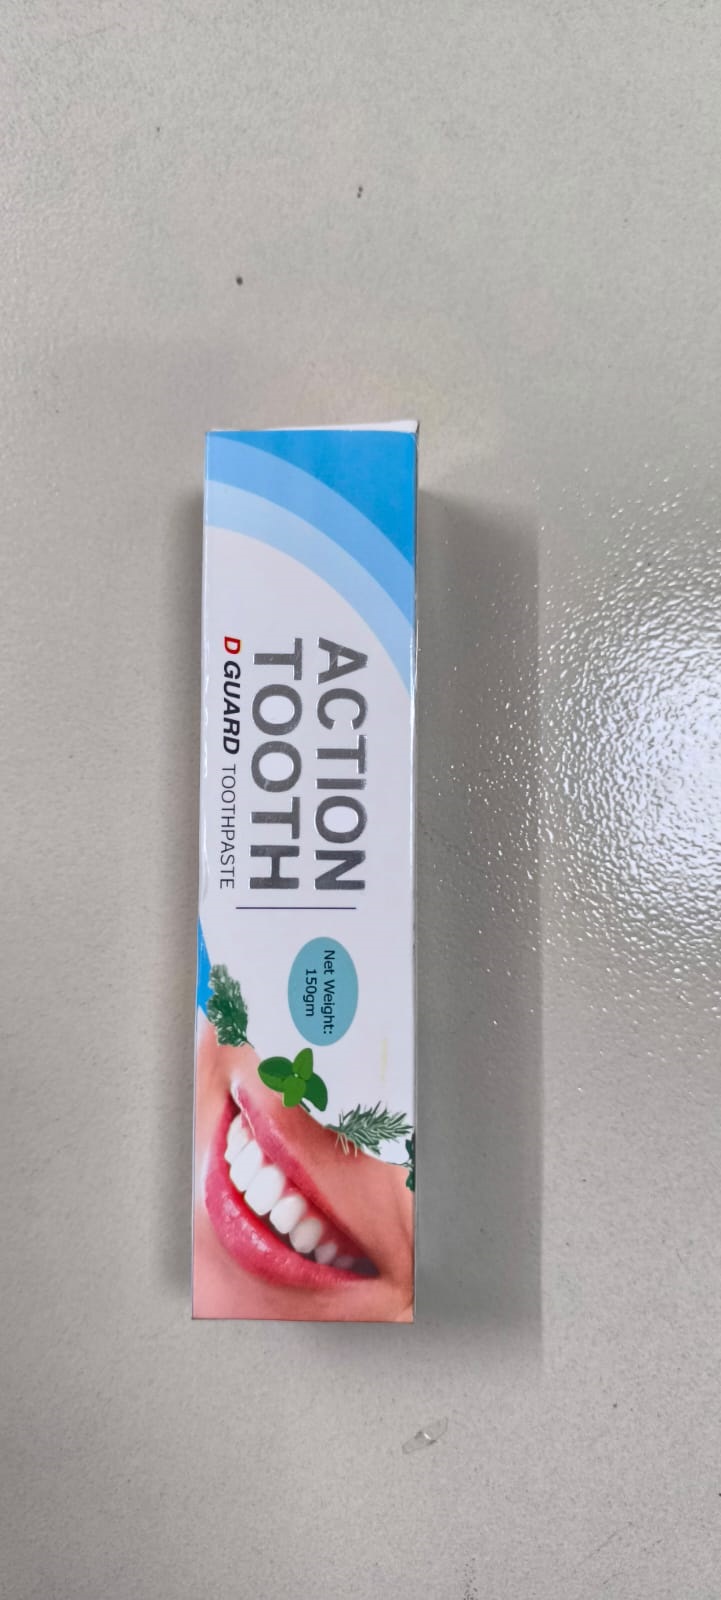 ACTION
TOOTH
D GUARD TOOTHPASTE
Net Weight:
150gm